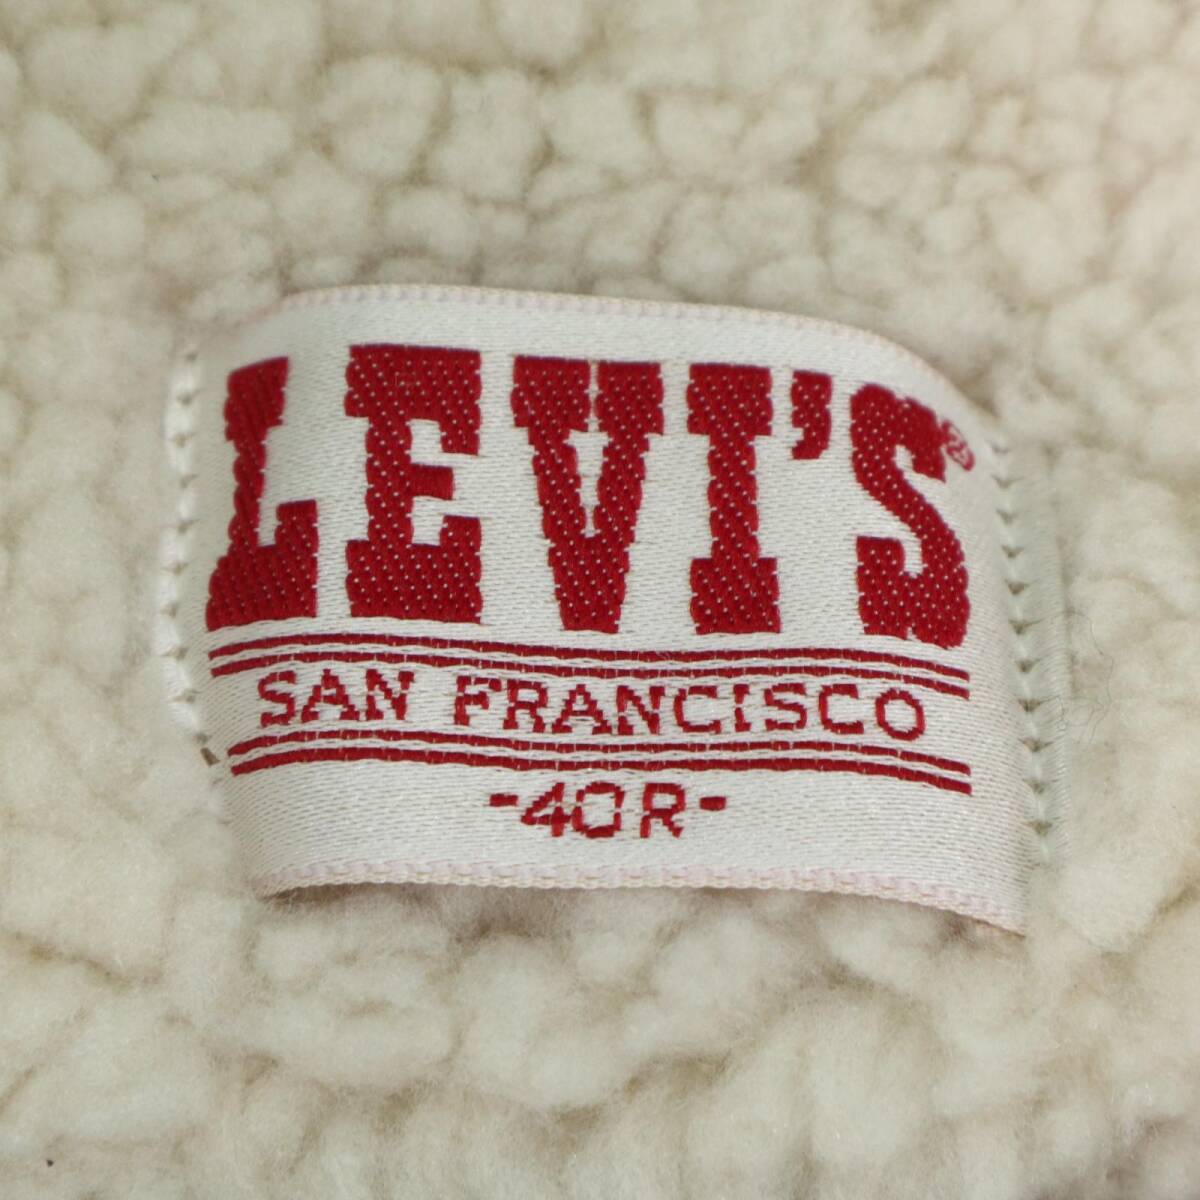 LEVI'S®
SAN FRANCISCO
-40R-